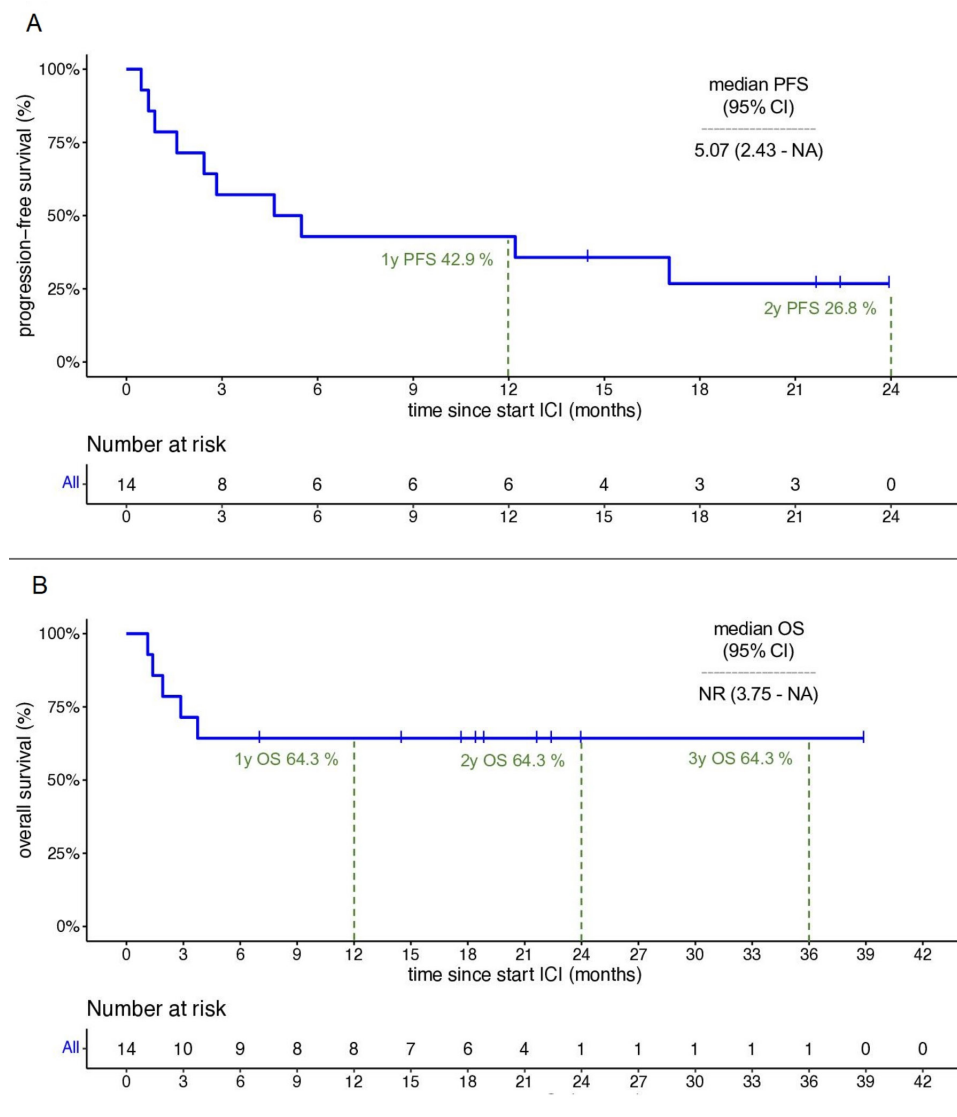 A
progression−free survival (%)
100%
75%
50%
25%
0%
median PFS
(95% CI)
5.07 (2.43 - NA)
1y PFS 42.9 %
2y PFS 26.8 %
0 3 6 9 12 15 18 21 24
time since start ICI (months)
Number at risk
All 14 8 6 6 6 4 3 3 0
0 3 6 9 12 15 18 21 24
B
overall survival (%)
100%
75%
50%
25%
0%
median OS
(95% CI)
NR (3.75 - NA)
1y OS 64.3 %
2y OS 64.3 %
3y OS 64.3 %
0 3 6 9 12 15 18 21 24 27 30 33 36 39 42
time since start ICI (months)
Number at risk
All 14 10 9 8 8 7 6 4 1 1 1 1 1 0 0
0 3 6 9 12 15 18 21 24 27 30 33 36 39 42